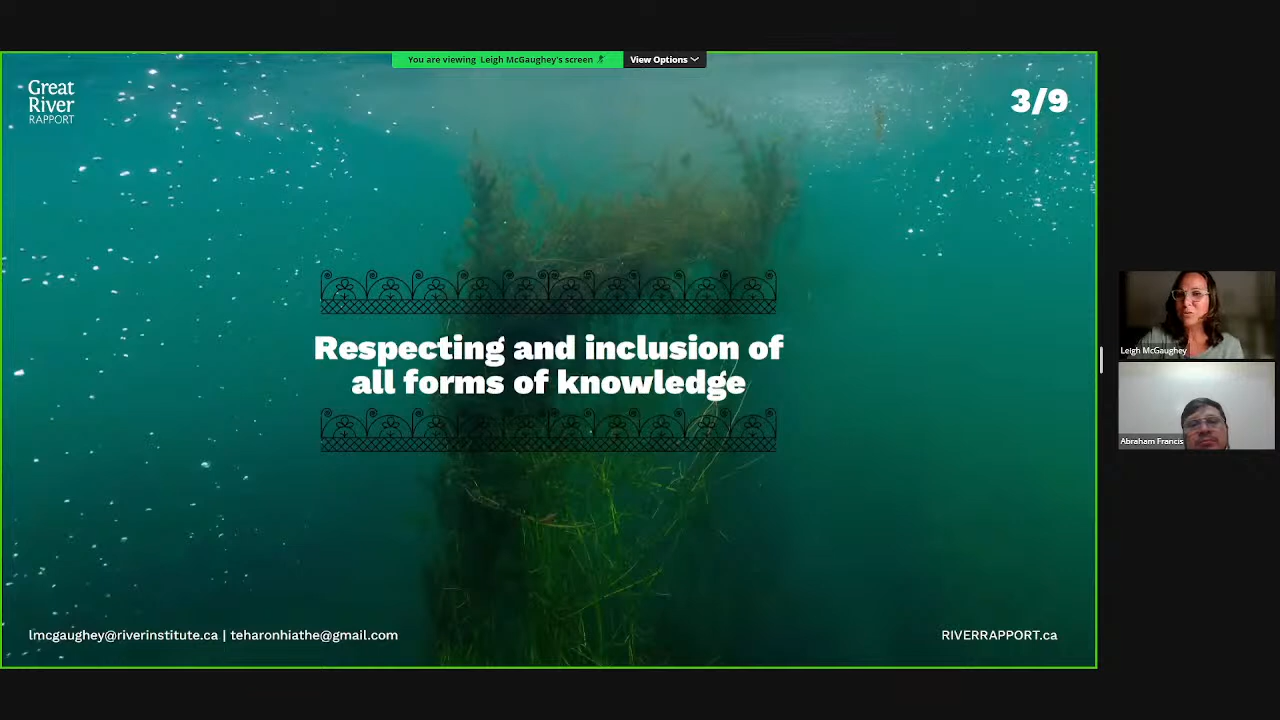 You are viewing Leigh McGaughey's screen
View Options
Great
River
RAPPORT
3/9
Respecting and inclusion of
all forms of knowledge
Leigh McGaughey
Abraham Francis
lmcgaughey@riverinstitute.ca | teharonhiathe@gmail.com
RIVERRAPPORT.ca